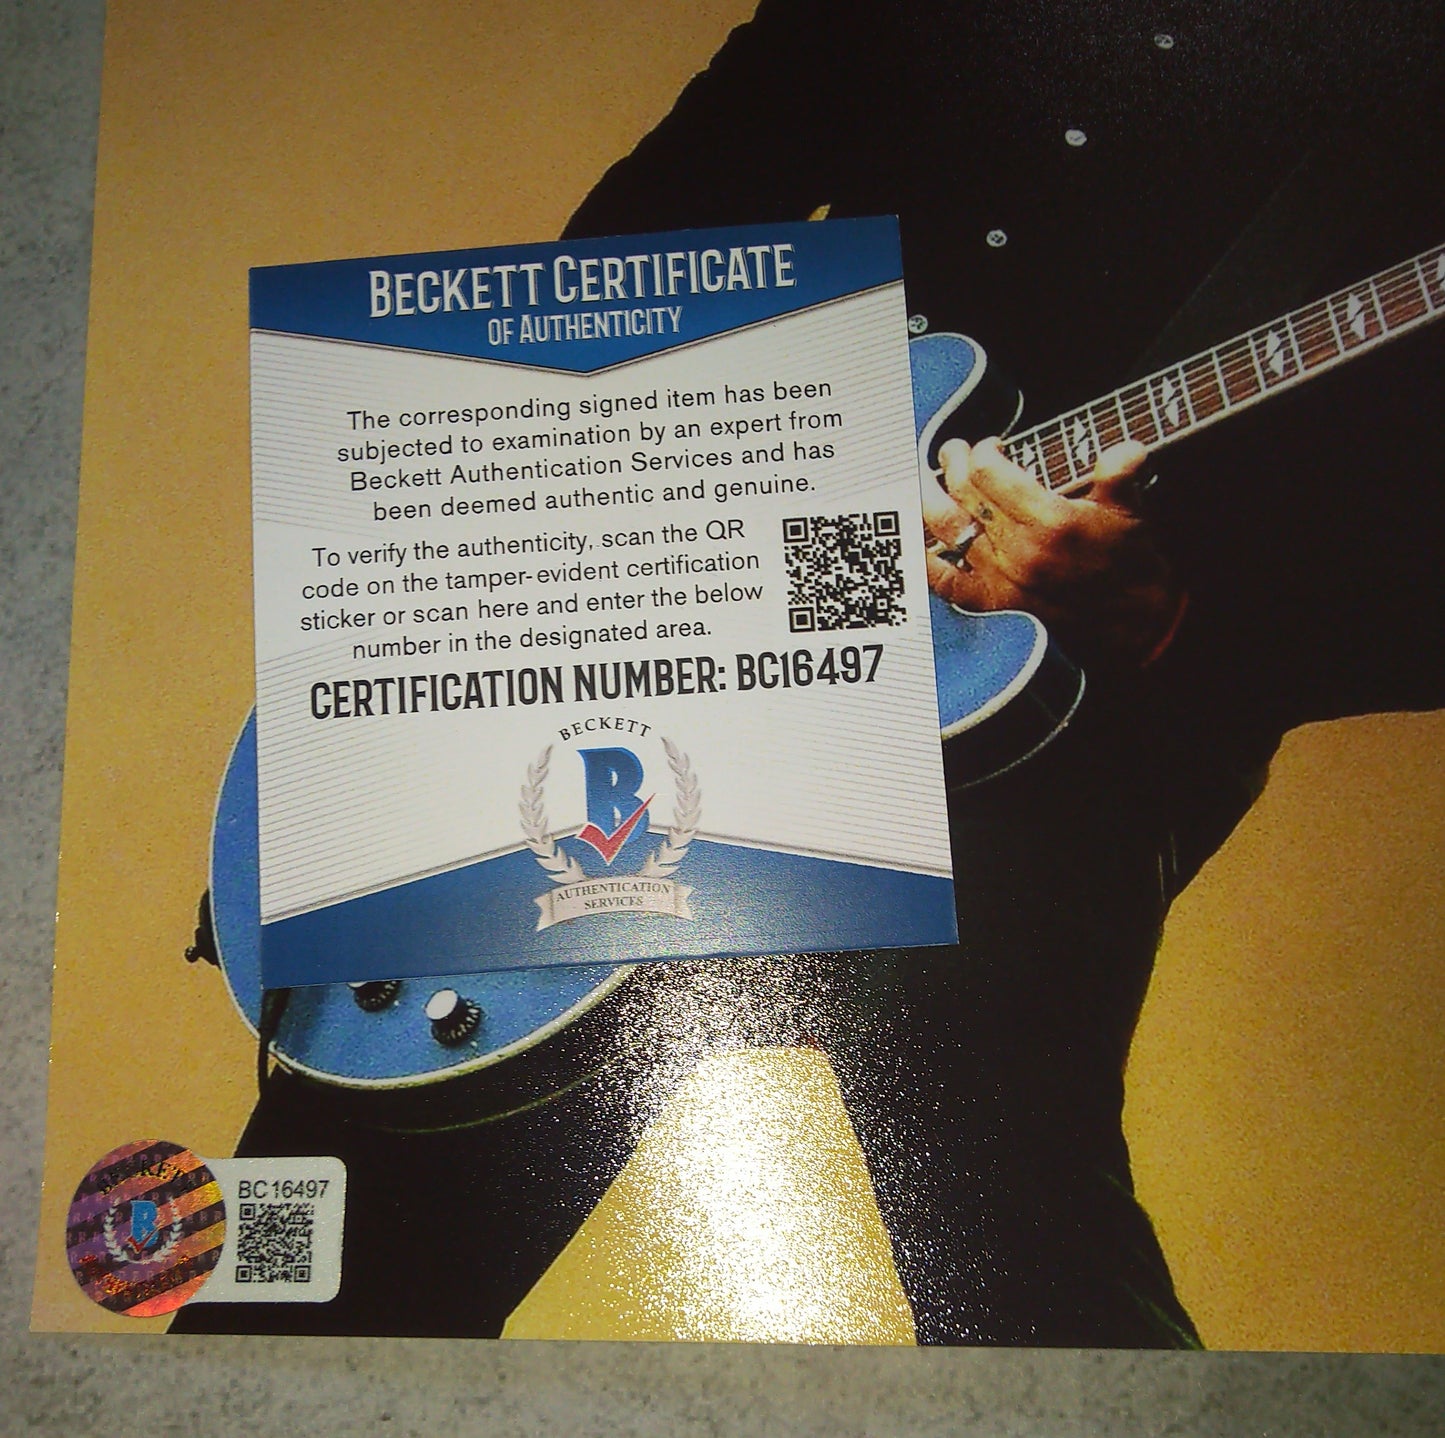 BECKETT CERTIFICATE
OF AUTHENTICITY
The corresponding signed item has been
subjected to examination by an expert from
Beckett Authentication Services and has
been deemed authentic and genuine.
To verify the authenticity, scan the QR
code on the tamper-evident certification
sticker or scan here and enter the below
number in the designated area.
CERTIFICATION NUMBER: BC16497
BECKETT
B
AUTHENTICATION
SERVICES
BECKETT
B
BC16497